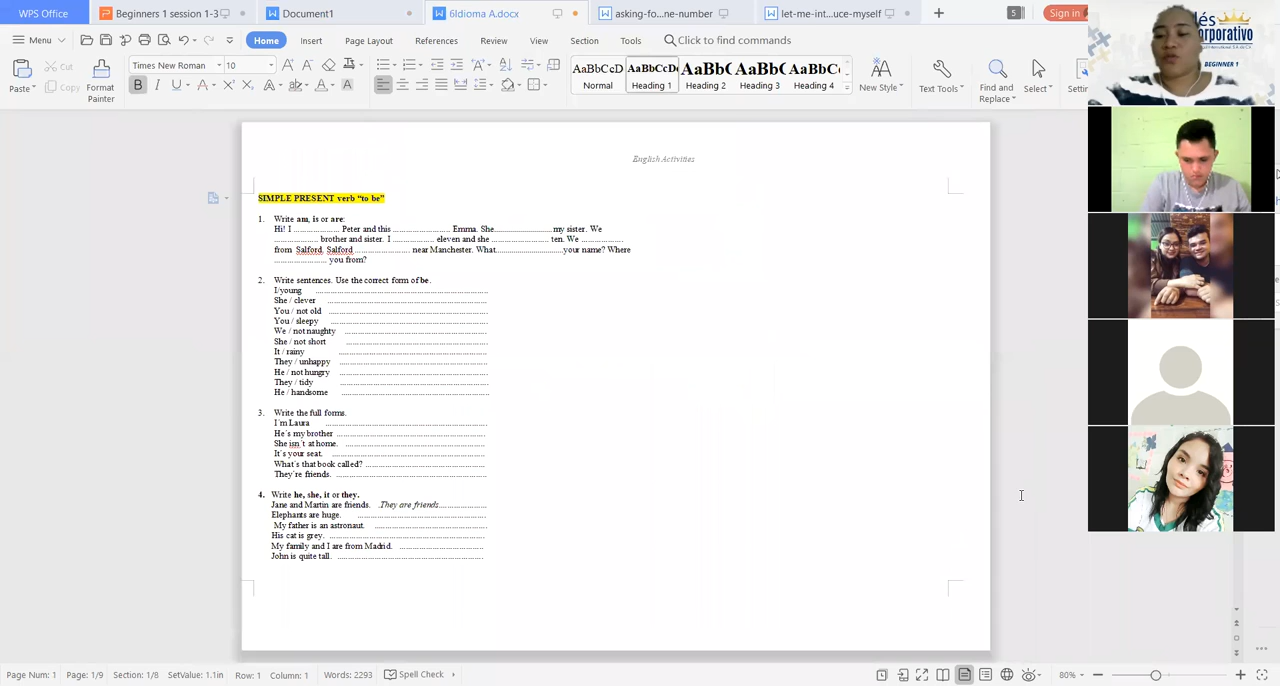 WPS Office
Beginners 1 session 1-3
Document1
6Idioma A.docx
asking-fo...ne-number
let-me-int...uce-myself
5
Sign in
Menu
Home
Insert
Page Layout
References
Review
View
Section
Tools
Click to find commands
Paste
Cut
Copy
Format Painter
Times New Roman
10
AaBbCcD
Normal
AaBbCcDc
Heading 1
AaBb(
Heading 2
AaBb(
Heading 3
AaBbC
Heading 4
New Style
Text Tools
Find and Replace
Select
BEGINNER 1
English Activities
SIMPLE PRESENT verb “to be”
1. Write am, is or are:
Hi! I .................. Peter and this ...................... Emma. She......................my sister. We
................. brother and sister. I ................ eleven and she ...................... ten. We ................
from Salford, Salford...................... near Manchester. What..........................your name? Where
..................... you from?
2. Write sentences. Use the correct form of be.
I/young ..................................................................
She / clever ..............................................................
You / not old .............................................................
You / sleepy .............................................................
We / not naughty .......................................................
She / not short ........................................................
It / rainy ..........................................................
They / unhappy ..........................................................
He / not hungry ..........................................................
They / tidy ..........................................................
He / handsome .........................................................
3. Write the full forms.
I´m Laura ................................................................
He´s my brother ..........................................................
She isn´t at home. ......................................................
It´s your seat. ............................................................
What´s that book called? ..............................................
They´re friends. ..........................................................
4. Write he, she, it or they.
Jane and Martin are friends. .They are friends...................
Elephants are huge. ..................................................
My father is an astronaut. ..........................................
His cat is grey. ............................................................
My family and I are from Madrid. .................................
John is quite tall. .........................................................
Page Num: 1
Page: 1/9
Section: 1/8
SetValue: 1.1in
Row: 1
Column: 1
Words: 2293
Spell Check
80%